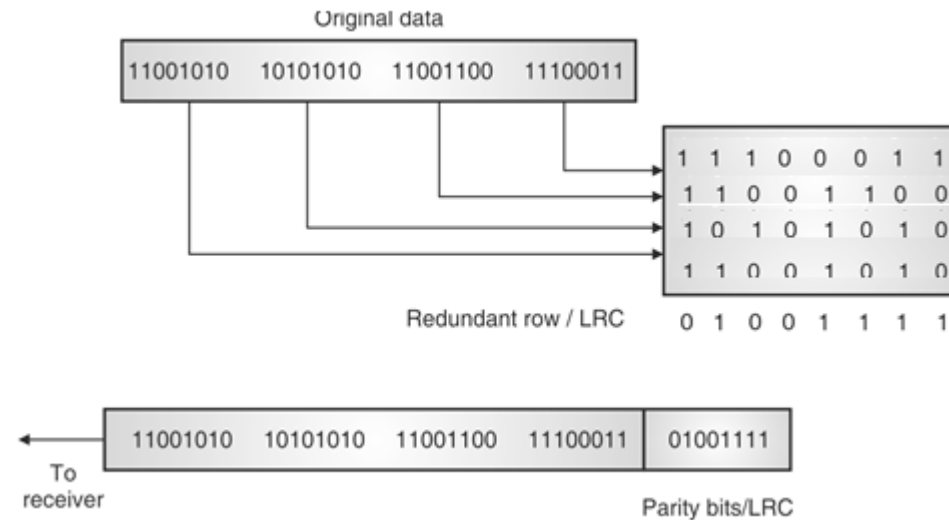 Original data
11001010 10101010 11001100 11100011
1 1 1 0 0 0 1 1
1 1 0 0 1 1 0 0
1 0 1 0 1 0 1 0
1 1 0 0 1 0 1 0
Redundant row / LRC 0 1 0 0 1 1 1 1
11001010 10101010 11001100 11100011 01001111
To
receiver
Parity bits/LRC